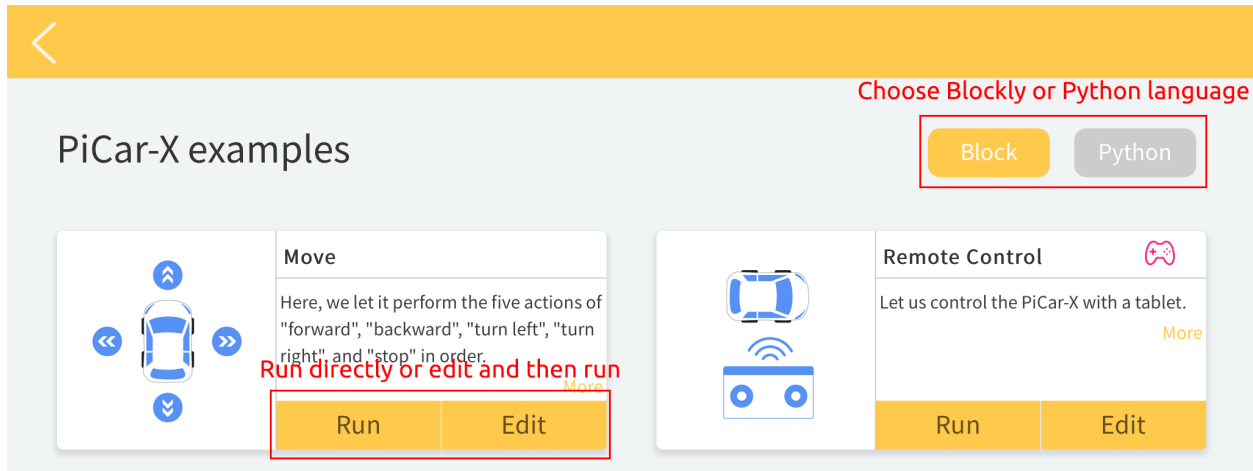 Choose Blockly or Python language
PiCar-X examples
Block
Python
Move
Here, we let it perform the five actions of
"forward", "backward", "turn left", "turn
right", and "stop" in order.
More
Run directly or edit and then run
Run
Edit
Remote Control
Let us control the PiCar-X with a tablet.
More
Run
Edit